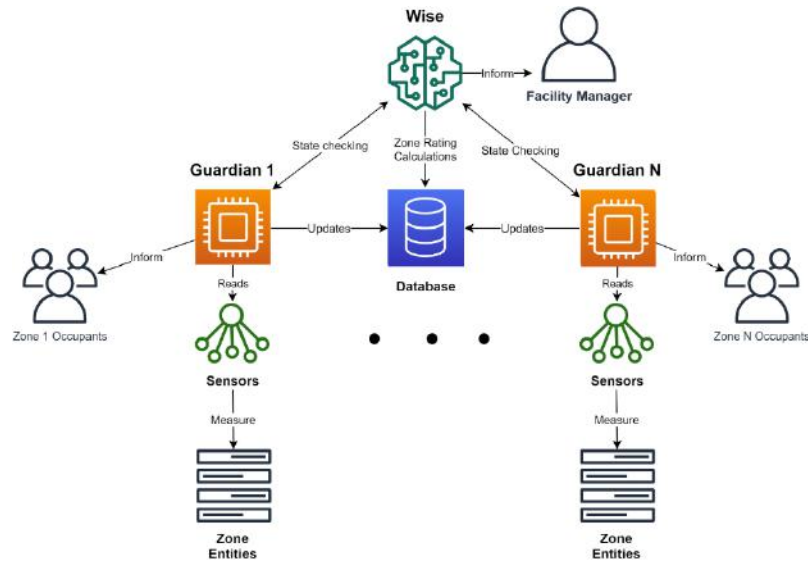 Wise
Inform
Facility Manager
State checking
Zone Rating
Calculations
State Checking
Guardian 1
Guardian N
Updates
Updates
Inform
Inform
Database
Reads
Reads
Zone 1 Occupants
Zone N Occupants
Sensors
Sensors
Measure
Measure
Zone
Entities
Zone
Entities